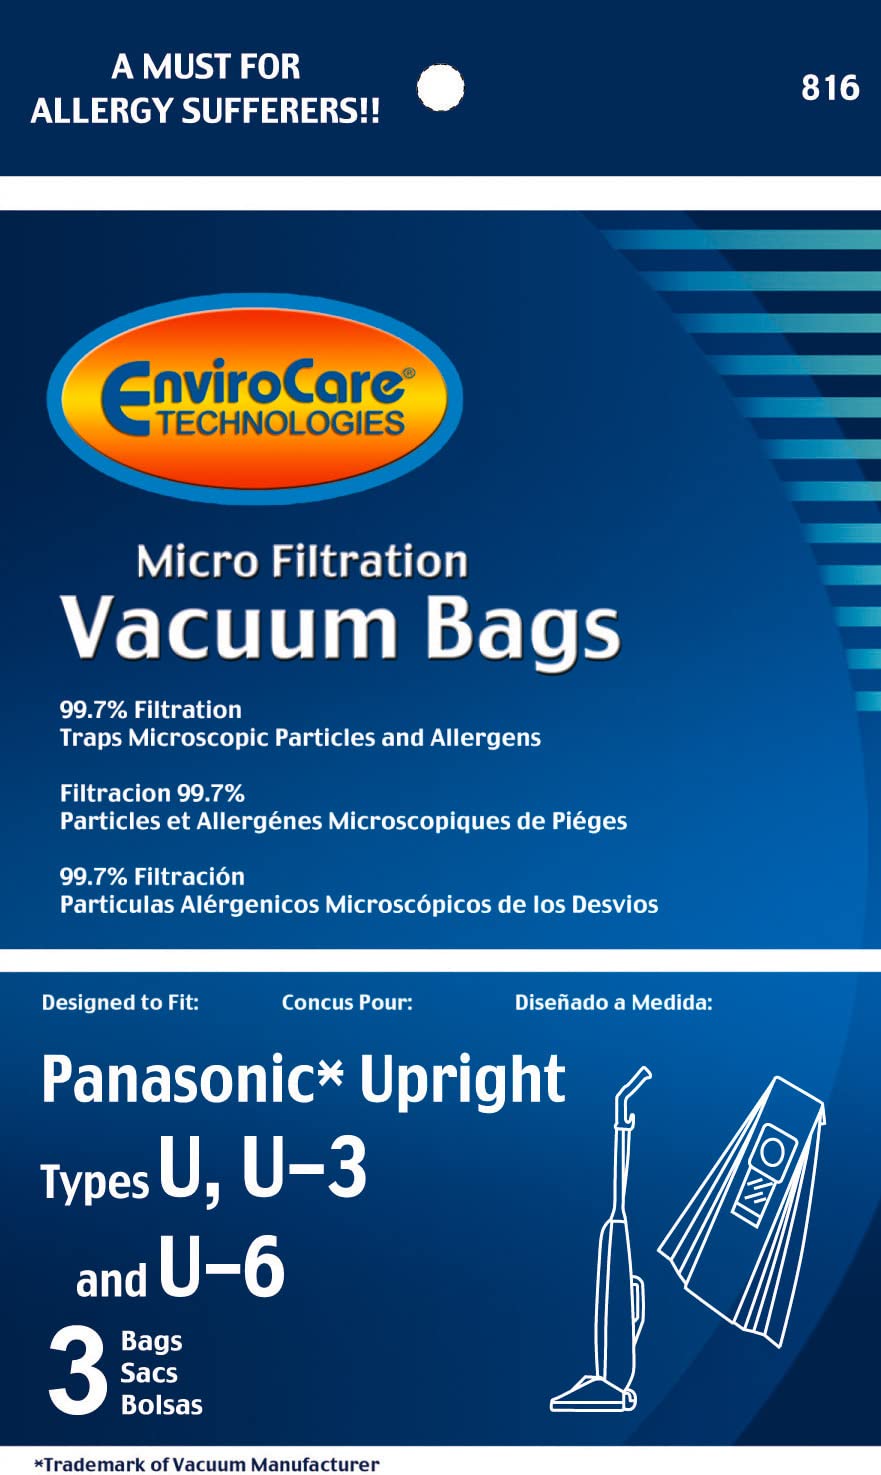 A MUST FOR
ALLERGY SUFFERERS!!
816
EnviroCare®
TECHNOLOGIES
Micro Filtration
Vacuum Bags
99.7% Filtration
Traps Microscopic Particles and Allergens
Filtracion 99.7%
Particles et Allergénes Microscopiques de Piéges
99.7% Filtración
Particulas Alérgenicos Microscópicos de los Desvios
Designed to Fit: Concus Pour: Diseñado a Medida:
Panasonic* Upright
Types U, U-3
and U-6
3 Bags
Sacs
Bolsas
*Trademark of Vacuum Manufacturer